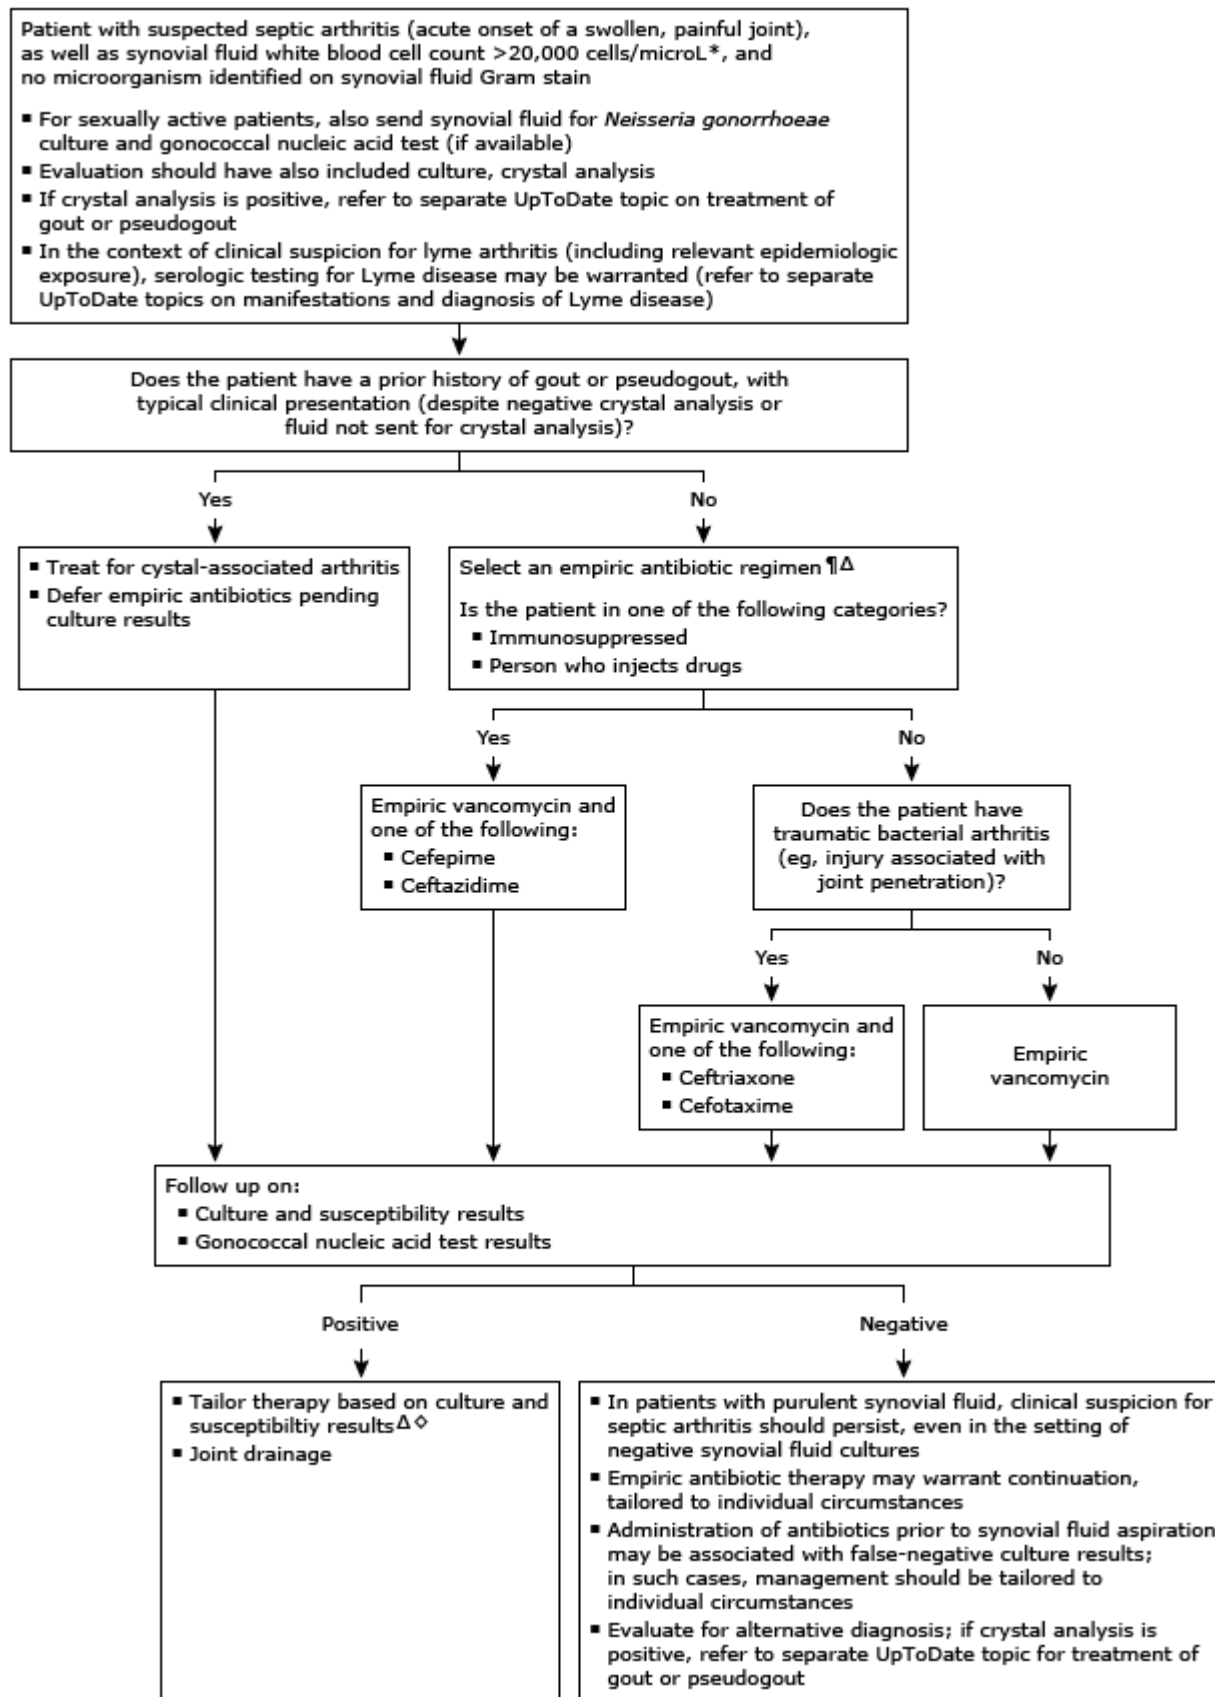 Patient with suspected septic arthritis (acute onset of a swollen, painful joint),
as well as synovial fluid white blood cell count >20,000 cells/microL*, and
no microorganism identified on synovial fluid Gram stain
▪ For sexually active patients, also send synovial fluid for Neisseria gonorrhoeae
culture and gonococcal nucleic acid test (if available)
▪ Evaluation should have also included culture, crystal analysis
▪ If crystal analysis is positive, refer to separate UpToDate topic on treatment of
gout or pseudogout
▪ In the context of clinical suspicion for lyme arthritis (including relevant epidemiologic
exposure), serologic testing for Lyme disease may be warranted (refer to separate
UpToDate topics on manifestations and diagnosis of Lyme disease)
Does the patient have a prior history of gout or pseudogout, with
typical clinical presentation (despite negative crystal analysis or
fluid not sent for crystal analysis)?
Yes
No
▪ Treat for cystal-associated arthritis
▪ Defer empiric antibiotics pending
culture results
Select an empiric antibiotic regimen¶Δ
Is the patient in one of the following categories?
▪ Immunosuppressed
▪ Person who injects drugs
Yes
No
Empiric vancomycin and
one of the following:
▪ Cefepime
▪ Ceftazidime
Does the patient have
traumatic bacterial arthritis
(eg, injury associated with
joint penetration)?
Yes
No
Empiric vancomycin and
one of the following:
▪ Ceftriaxone
▪ Cefotaxime
Empiric
vancomycin
Follow up on:
▪ Culture and susceptibility results
▪ Gonococcal nucleic acid test results
Positive
Negative
▪ Tailor therapy based on culture and
susceptibiltiy resultsΔ◇
▪ Joint drainage
▪ In patients with purulent synovial fluid, clinical suspicion for
septic arthritis should persist, even in the setting of
negative synovial fluid cultures
▪ Empiric antibiotic therapy may warrant continuation,
tailored to individual circumstances
▪ Administration of antibiotics prior to synovial fluid aspiration
may be associated with false-negative culture results;
in such cases, management should be tailored to
individual circumstances
▪ Evaluate for alternative diagnosis; if crystal analysis is
positive, refer to separate UpToDate topic for treatment of
gout or pseudogout